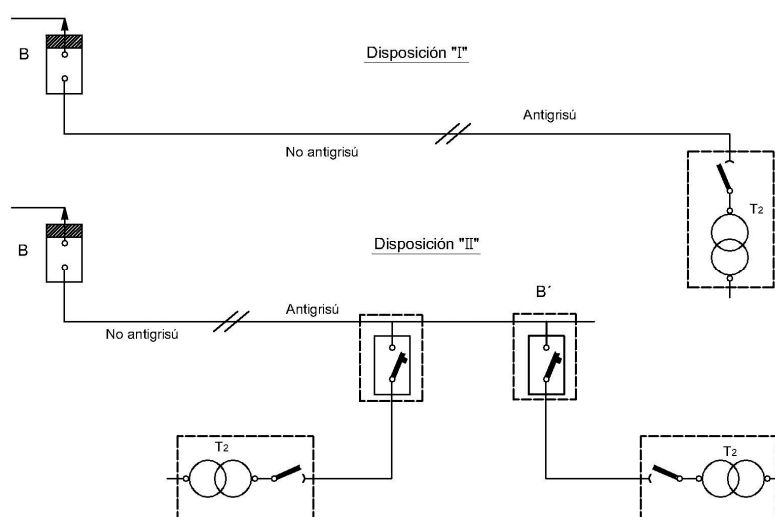 B
Disposición "I"
Antigrisú
No antigrisú
T2
B
Disposición "II"
B´
Antigrisú
No antigrisú
T2
T2